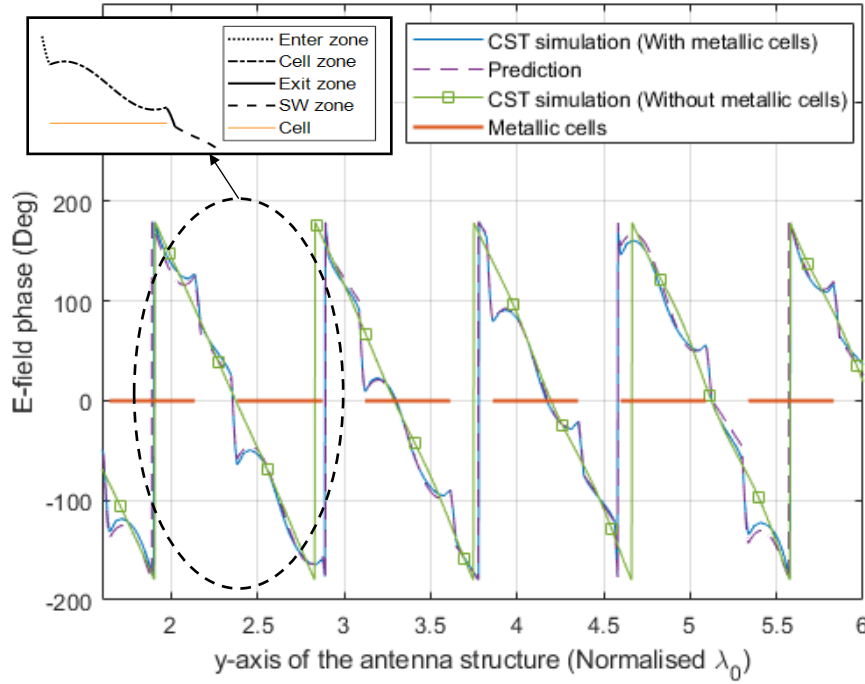 Enter zone
Cell zone
Exit zone
SW zone
Cell
CST simulation (With metallic cells)
Prediction
CST simulation (Without metallic cells)
Metallic cells
E-field phase (Deg)
200
100
0
-100
-200
2
2.5
3
3.5
4
4.5
5
5.5
6
y-axis of the antenna structure (Normalised λ0)